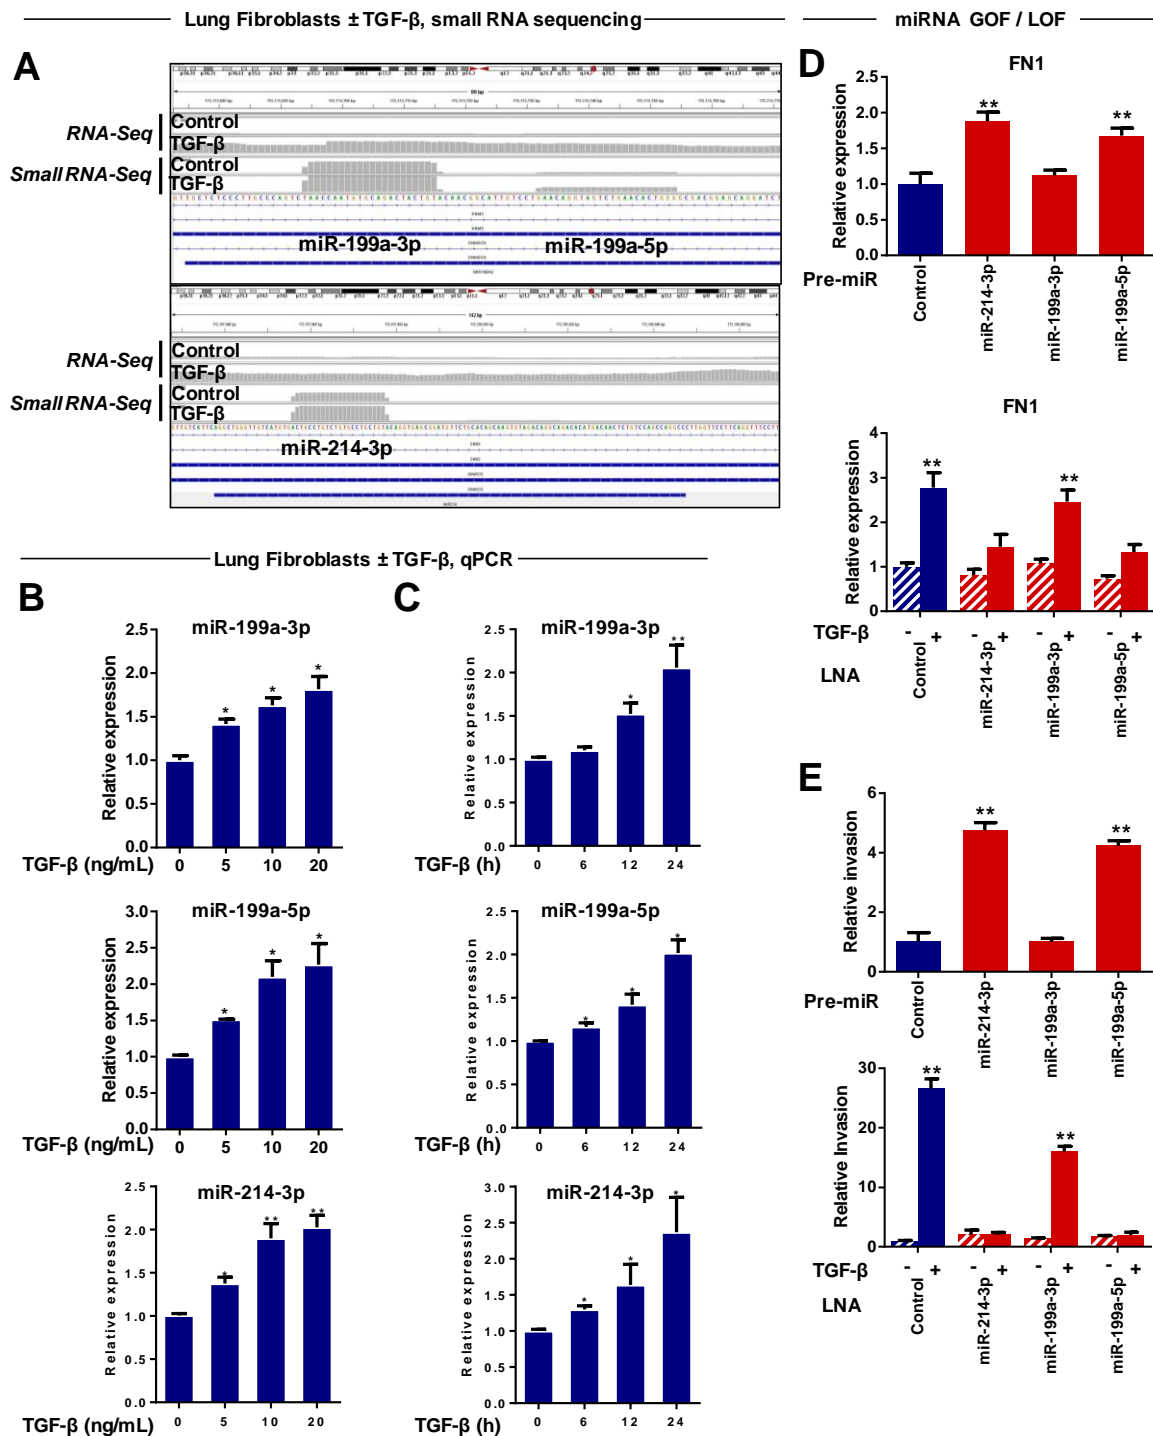 Lung Fibroblasts ± TGF-β, small RNA sequencing
miRNA GOF / LOF
A
RNA-Seq
Control
TGF-β
Small RNA-Seq
Control
TGF-β
miR-199a-3p
miR-199a-5p
RNA-Seq
Control
TGF-β
Small RNA-Seq
Control
TGF-β
miR-214-3p
Lung Fibroblasts ± TGF-β, qPCR
B
miR-199a-3p
Relative expression
2.5
2.0
1.5
1.0
0.5
0.0
* * *
TGF-β (ng/mL) 0 5 10 20
miR-199a-5p
Relative expression
3.0
2.5
2.0
1.5
1.0
0.5
0.0
* * *
TGF-β (ng/mL) 0 5 10 20
miR-214-3p
Relative expression
2.5
2.0
1.5
1.0
0.5
0.0
* ** **
TGF-β (ng/mL) 0 5 10 20
C
miR-199a-3p
Relative expression
2.5
2.0
1.5
1.0
0.5
0.0
* **
TGF-β (h) 0 6 12 24
miR-199a-5p
Relative expression
2.5
2.0
1.5
1.0
0.5
0.0
* * *
TGF-β (h) 0 6 12 24
miR-214-3p
Relative expression
3.0
2.5
2.0
1.5
1.0
0.5
0.0
* * *
TGF-β (h) 0 6 12 24
D
FN1
Relative expression
2.5
2.0
1.5
1.0
0.5
0.0
** **
Pre-miR
Control
miR-214-3p
miR-199a-3p
miR-199a-5p
FN1
Relative expression
4
3
2
1
0
** **
TGF-β - + - + - + - +
LNA
Control
miR-214-3p
miR-199a-3p
miR-199a-5p
E
Relative invasion
6
4
2
0
** **
Pre-miR
Control
miR-214-3p
miR-199a-3p
miR-199a-5p
Relative Invasion
30
20
10
0
** **
TGF-β - + - + - + - +
LNA
Control
miR-214-3p
miR-199a-3p
miR-199a-5p